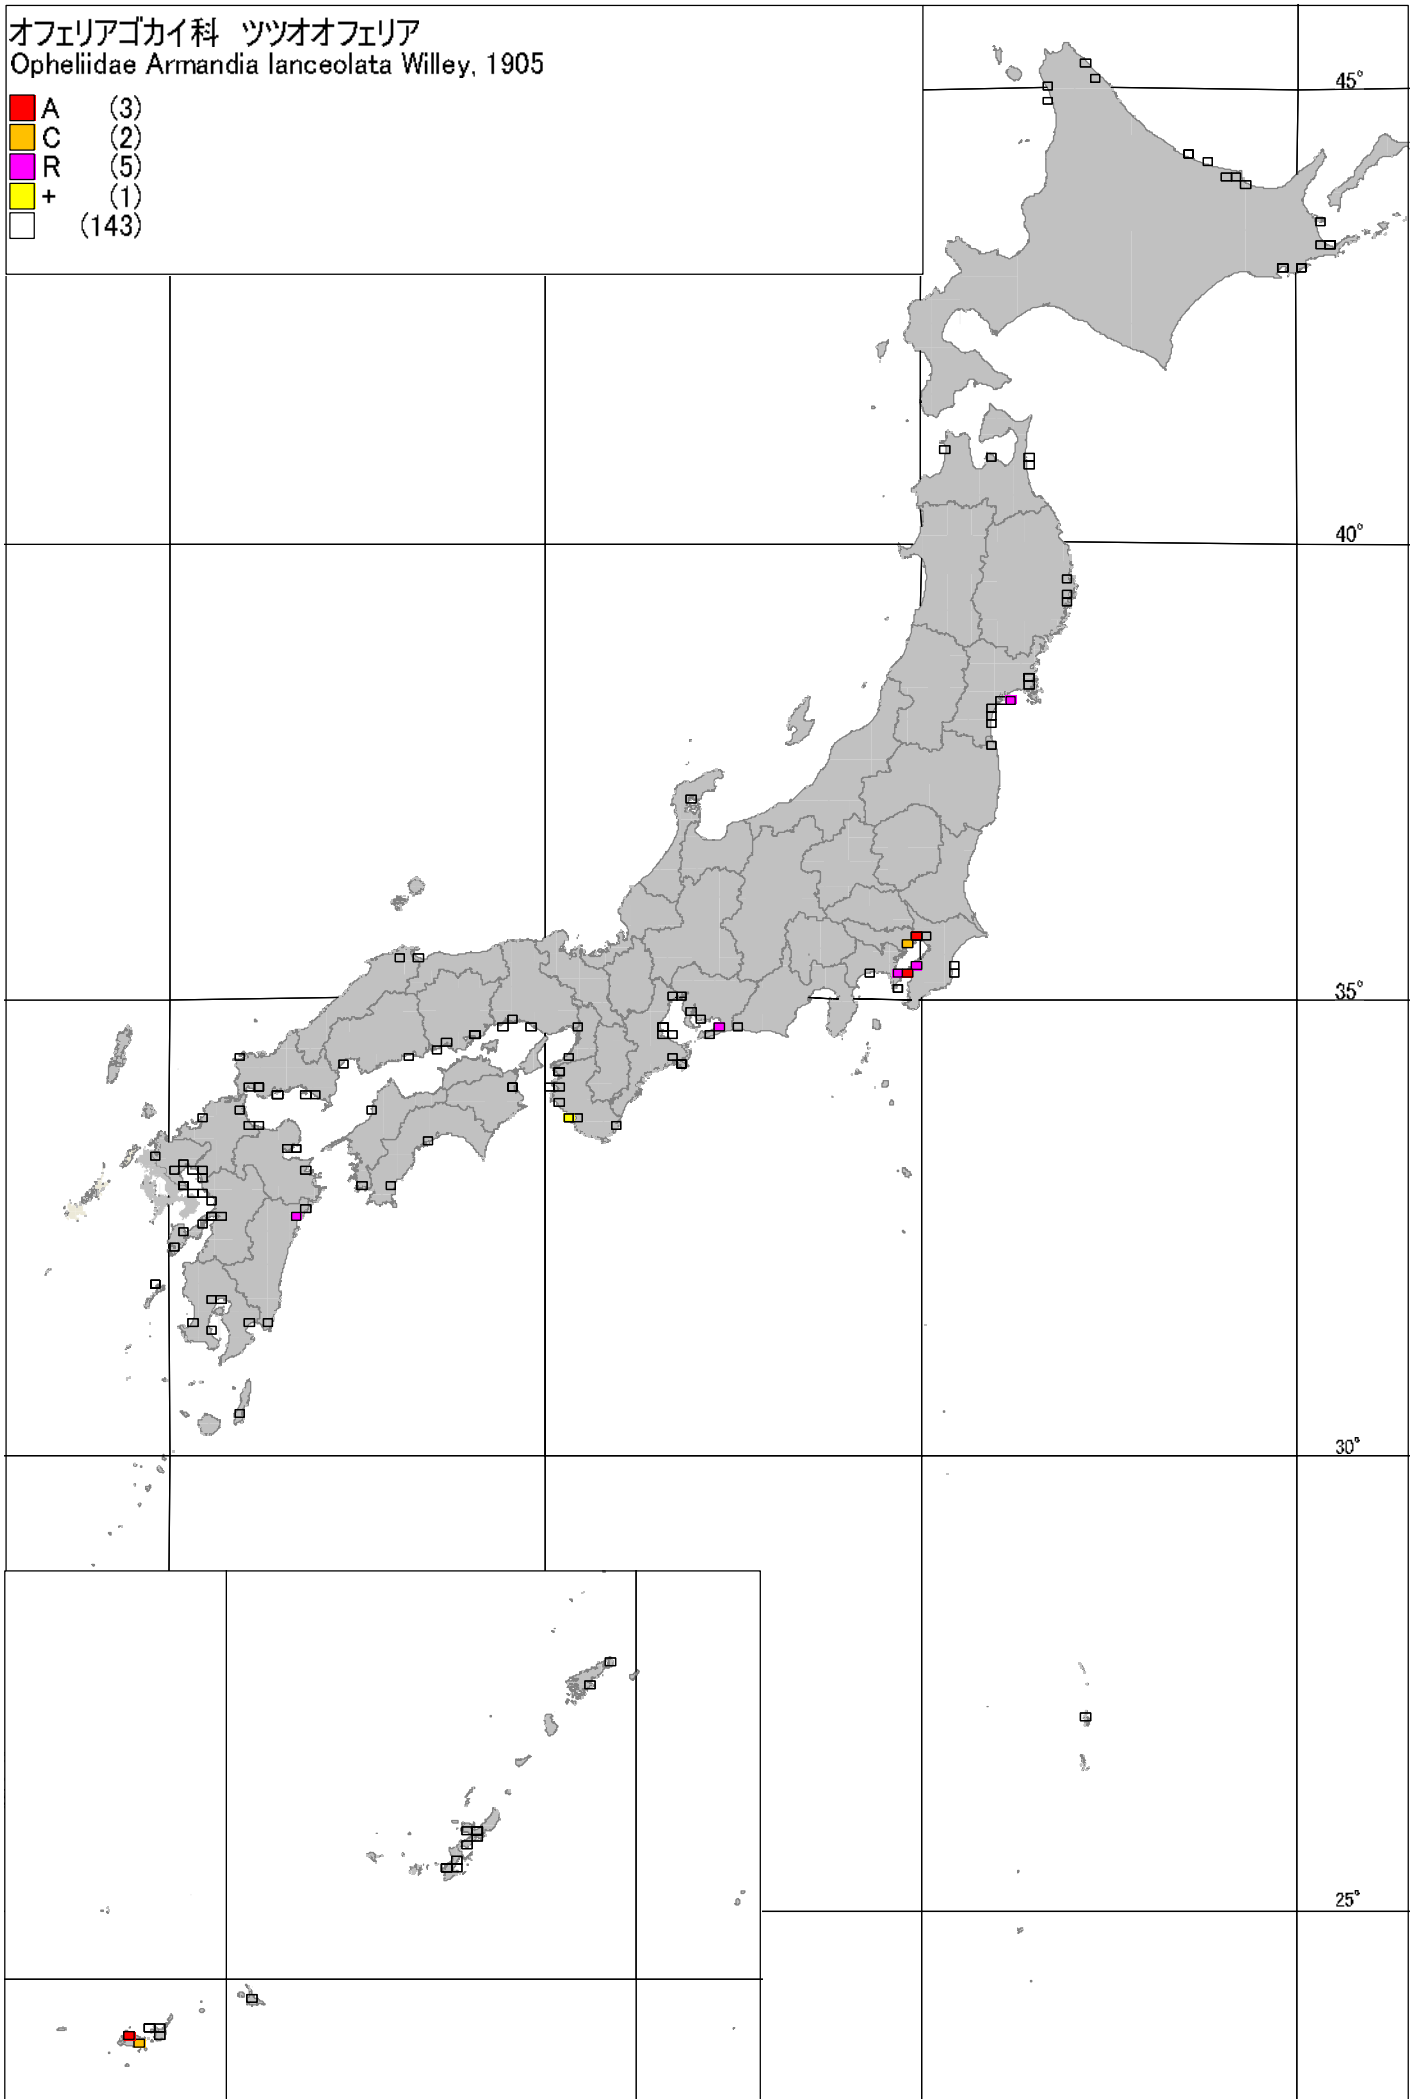 オフェリアゴカイ科 ツツオオフェリア
Opheliidae Armandia lanceolata Willey, 1905
A (3)
C (2)
R (5)
+ (1)
(143)
45°
40°
35°
30°
25°